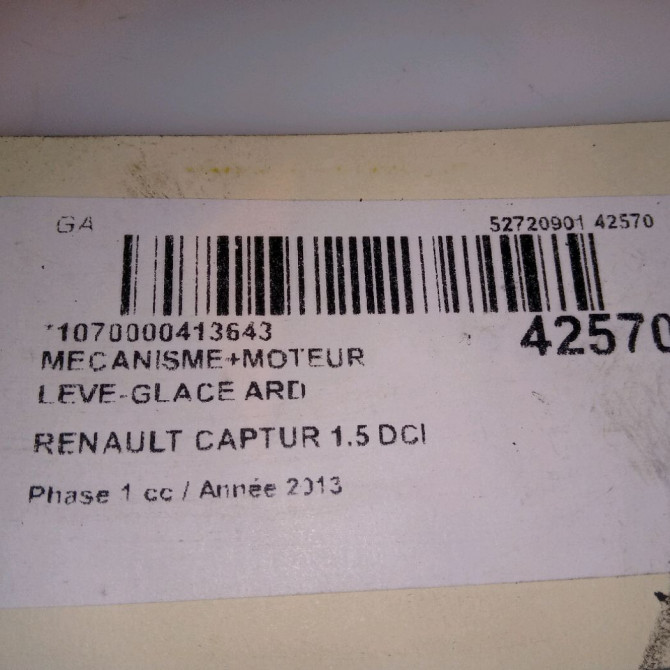 GA
52720901 42570
*1070000413643
42570
MECANISME+MOTEUR
LEVE-GLACE ARD
RENAULT CAPTUR 1.5 DCI
Phase 1 cc / Année 2013